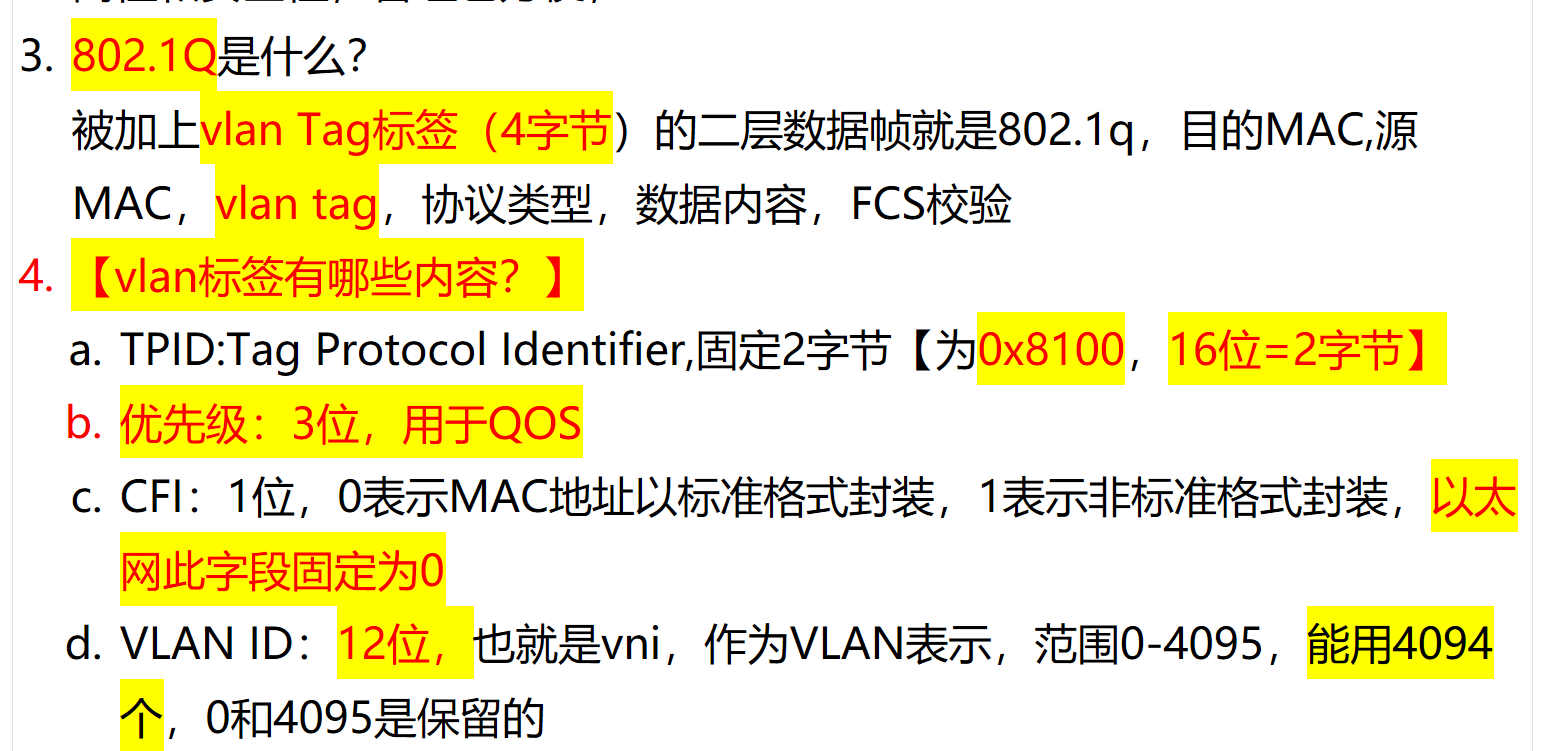 3. 802.1Q是什么？
被加上vlan Tag标签（4字节）的二层数据帧就是802.1q，目的MAC,源
MAC，vlan tag，协议类型，数据内容，FCS校验
4. 【vlan标签有哪些内容？】
a. TPID:Tag Protocol Identifier,固定2字节【为0x8100，16位=2字节】
b. 优先级：3位，用于QOS
c. CFI：1位，0表示MAC地址以标准格式封装，1表示非标准格式封装，以太
网此字段固定为0
d. VLAN ID：12位，也就是vni，作为VLAN表示，范围0-4095，能用4094
个，0和4095是保留的